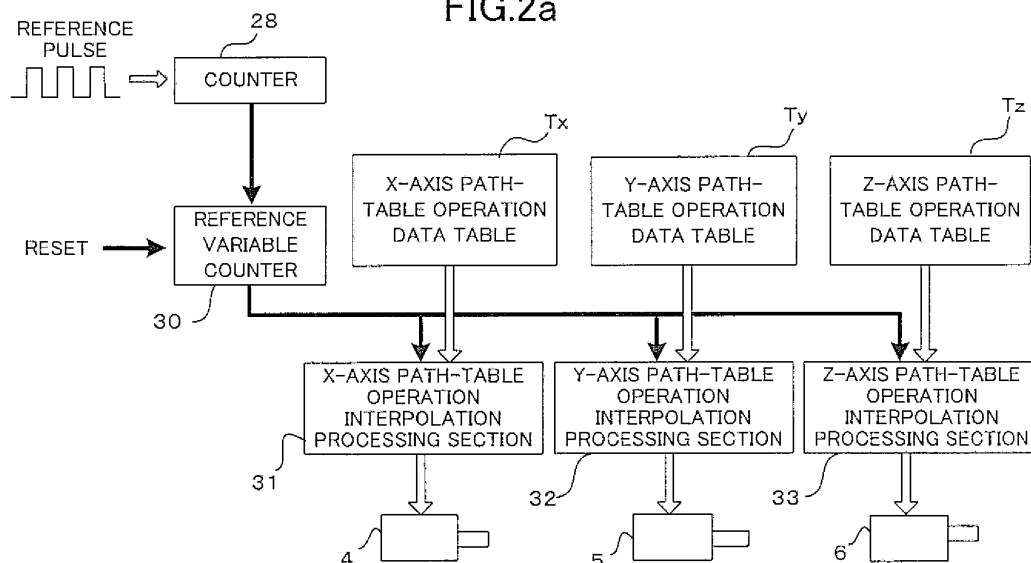 FIG.2a
REFERENCE
PULSE
28
COUNTER
Tx
Ty
Tz
X-AXIS PATH-
TABLE OPERATION
DATA TABLE
Y-AXIS PATH-
TABLE OPERATION
DATA TABLE
Z-AXIS PATH-
TABLE OPERATION
DATA TABLE
RESET
REFERENCE
VARIABLE
COUNTER
30
X-AXIS PATH-TABLE
OPERATION
INTERPOLATION
PROCESSING SECTION
Y-AXIS PATH-TABLE
OPERATION
INTERPOLATION
PROCESSING SECTION
Z-AXIS PATH-TABLE
OPERATION
INTERPOLATION
PROCESSING SECTION
31
32
33
4
5
6